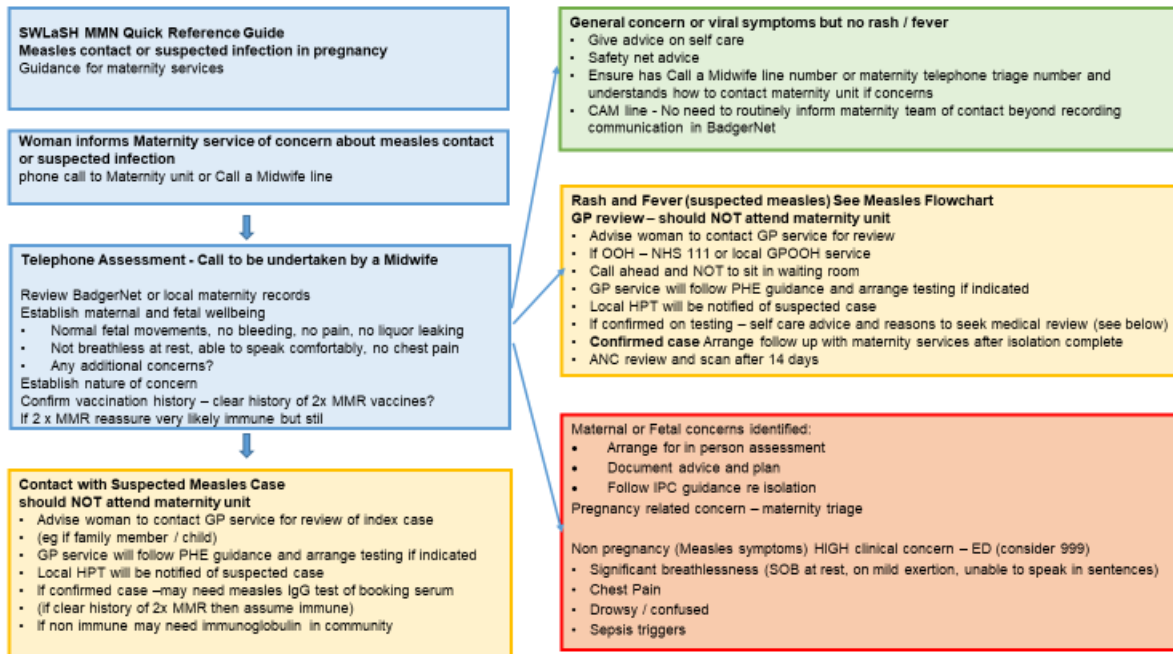 SWLaSH MMN Quick Reference Guide
Measles contact or suspected infection in pregnancy
Guidance for maternity services
Woman informs Maternity service of concern about measles contact
or suspected infection
phone call to Maternity unit or Call a Midwife line
Telephone Assessment - Call to be undertaken by a Midwife
Review BadgerNet or local maternity records
Establish maternal and fetal wellbeing
• Normal fetal movements, no bleeding, no pain, no liquor leaking
• Not breathless at rest, able to speak comfortably, no chest pain
• Any additional concerns?
Establish nature of concern
Confirm vaccination history – clear history of 2x MMR vaccines?
If 2 x MMR reassure very likely immune but stil
Contact with Suspected Measles Case
should NOT attend maternity unit
• Advise woman to contact GP service for review of index case
• (eg if family member / child)
• GP service will follow PHE guidance and arrange testing if indicated
• Local HPT will be notified of suspected case
• If confirmed case –may need measles IgG test of booking serum
• (if clear history of 2x MMR then assume immune)
• If non immune may need immunoglobulin in community
General concern or viral symptoms but no rash / fever
• Give advice on self care
• Safety net advice
• Ensure has Call a Midwife line number or maternity telephone triage number and
understands how to contact maternity unit if concerns
• CAM line - No need to routinely inform maternity team of contact beyond recording
communication in BadgerNet
Rash and Fever (suspected measles) See Measles Flowchart
GP review – should NOT attend maternity unit
• Advise woman to contact GP service for review
• If OOH – NHS 111 or local GPOOH service
• Call ahead and NOT to sit in waiting room
• GP service will follow PHE guidance and arrange testing if indicated
• Local HPT will be notified of suspected case
• If confirmed on testing – self care advice and reasons to seek medical review (see below)
• Confirmed case Arrange follow up with maternity services after isolation complete
• ANC review and scan after 14 days
Maternal or Fetal concerns identified:
• Arrange for in person assessment
• Document advice and plan
• Follow IPC guidance re isolation
Pregnancy related concern – maternity triage
Non pregnancy (Measles symptoms) HIGH clinical concern – ED (consider 999)
• Significant breathlessness (SOB at rest, on mild exertion, unable to speak in sentences)
• Chest Pain
• Drowsy / confused
• Sepsis triggers